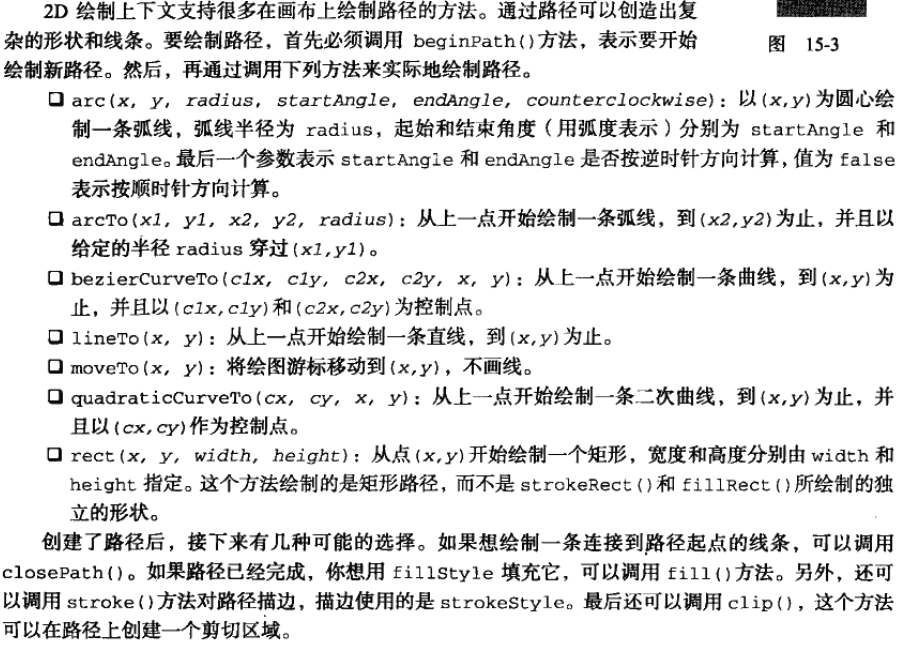 2D 绘制上下文支持很多在画布上绘制路径的方法。通过路径可以创造出复
杂的形状和线条。要绘制路径，首先必须调用 beginPath()方法，表示要开始
绘制新路径。然后，再通过调用下列方法来实际地绘制路径。
图 15-3
❑ arc(x, y, radius, startAngle, endAngle, counterclockwise)：以(x,y)为圆心绘
制一条弧线，弧线半径为 radius，起始和结束角度（用弧度表示）分别为 startAngle 和
endAngle。最后一个参数表示 startAngle 和 endAngle 是否按逆时针方向计算，值为 false
表示按顺时针方向计算。
❑ arcTo(x1, y1, x2, y2, radius)：从上一点开始绘制一条弧线，到(x2,y2)为止，并且以
给定的半径 radius 穿过(x1,y1)。
❑ bezierCurveTo(c1x, c1y, c2x, c2y, x, y)：从上一点开始绘制一条曲线，到(x,y)为
止，并且以(c1x,c1y)和(c2x,c2y)为控制点。
❑ lineTo(x, y)：从上一点开始绘制一条直线，到(x,y)为止。
❑ moveTo(x, y)：将绘图游标移动到(x,y)，不画线。
❑ quadraticCurveTo(cx, cy, x, y)：从上一点开始绘制一条二次曲线，到(x,y)为止，并
且以(cx,cy)作为控制点。
❑ rect(x, y, width, height)：从点(x,y)开始绘制一个矩形，宽度和高度分别由 width 和
height 指定。这个方法绘制的是矩形路径，而不是 strokeRect()和 fillRect()所绘制的独
立的形状。
创建了路径后，接下来有几种可能的选择。如果想绘制一条连接到路径起点的线条，可以调用
closePath()。如果路径已经完成，你想用 fillStyle 填充它，可以调用 fill()方法。另外，还可
以调用 stroke()方法对路径描边，描边使用的是 strokeStyle。最后还可以调用 clip()，这个方法
可以在路径上创建一个剪切区域。